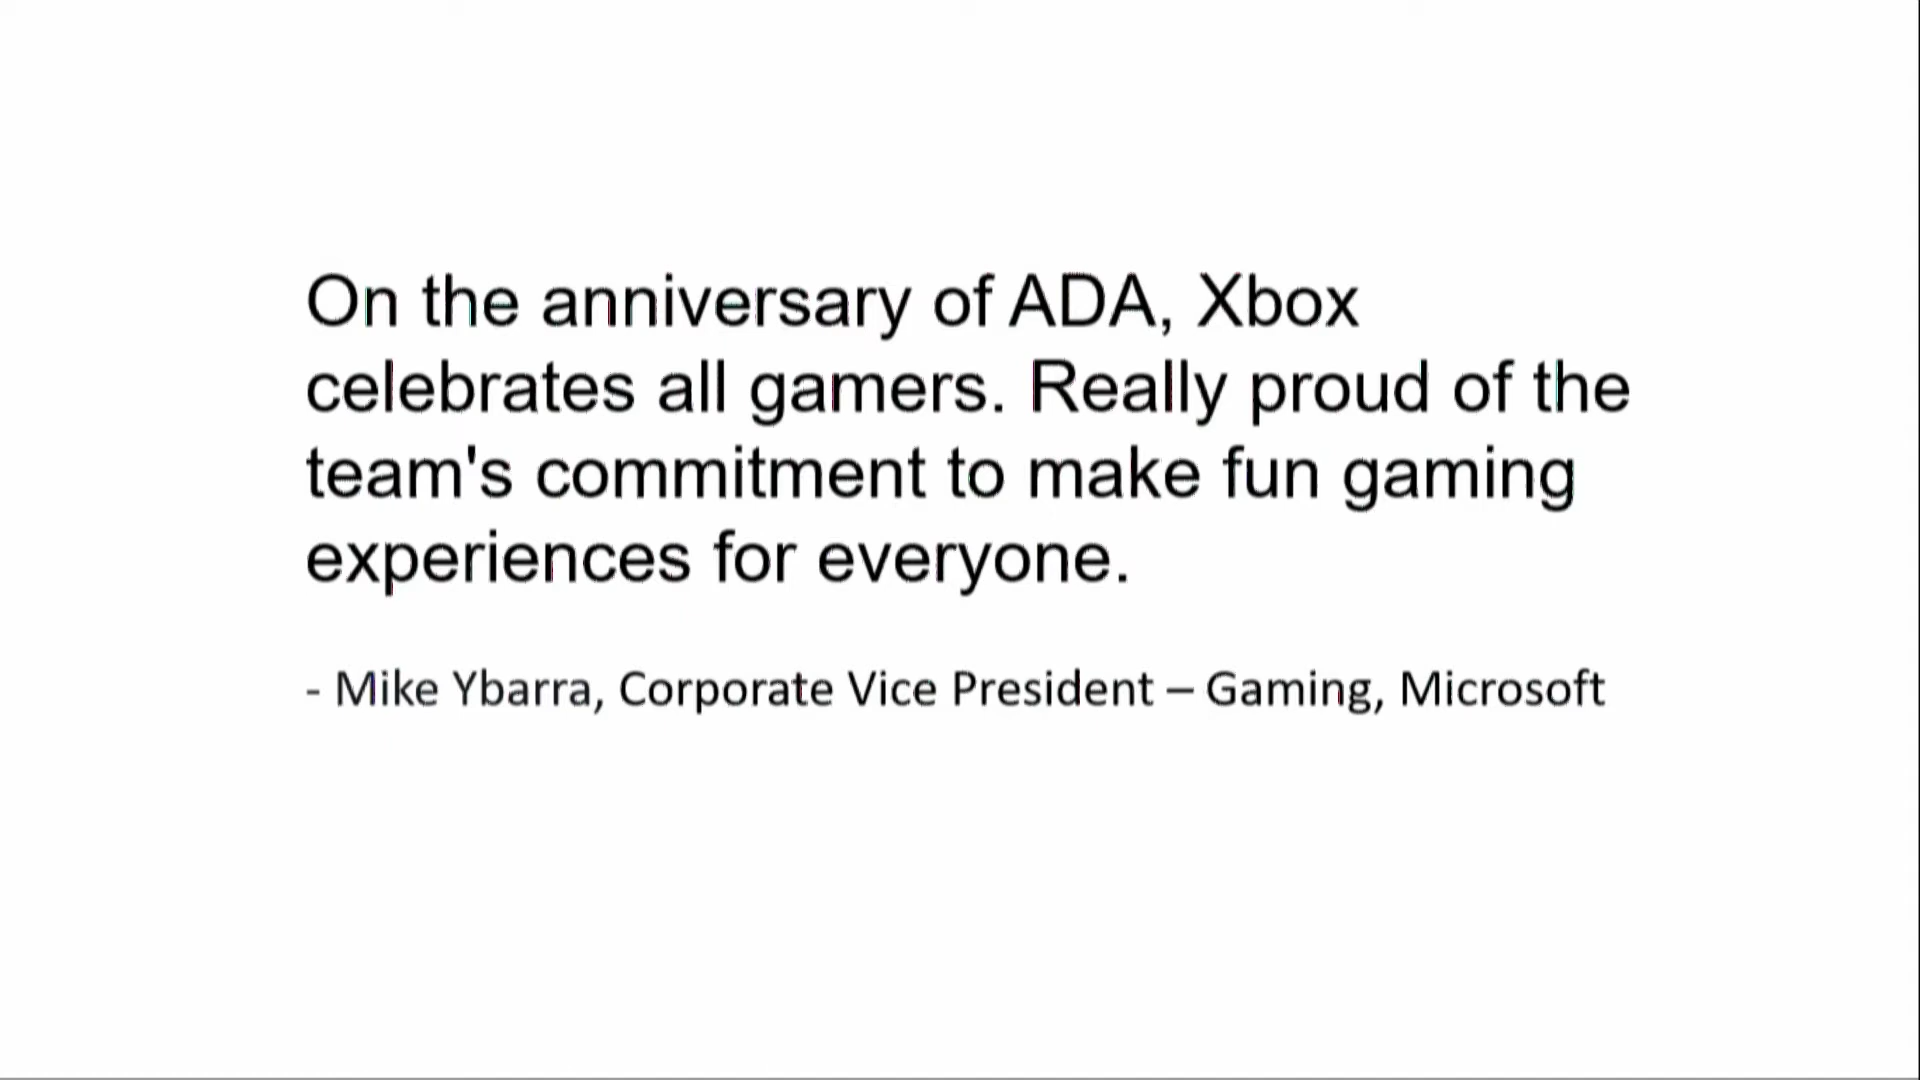 On the anniversary of ADA, Xbox
celebrates all gamers. Really proud of the
team's commitment to make fun gaming
experiences for everyone.
- Mike Ybarra, Corporate Vice President – Gaming, Microsoft